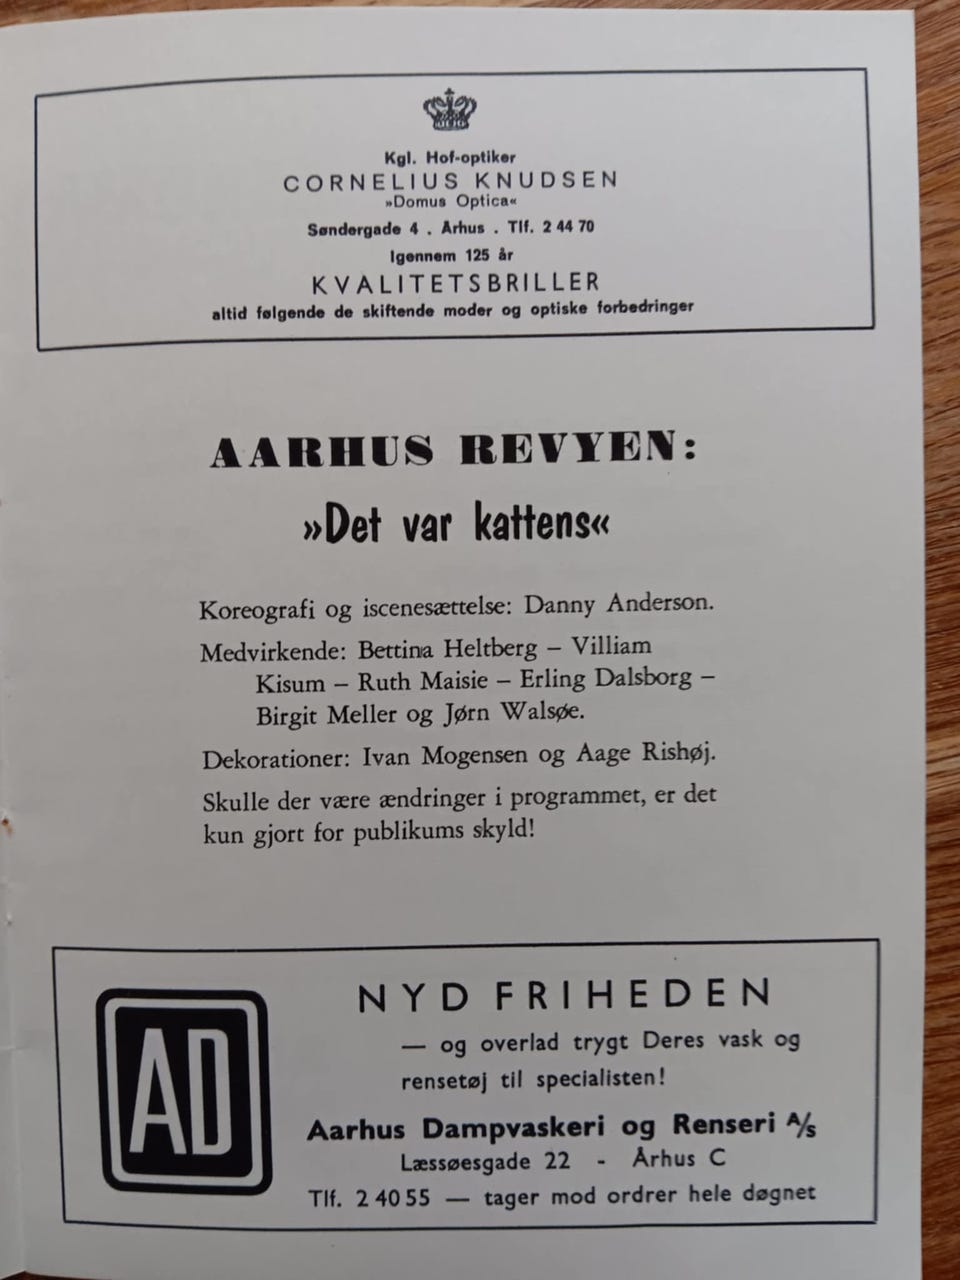 Kgl. Hof-optiker
CORNELIUS KNUDSEN
»Domus Optica«
Søndergade 4 . Århus . Tlf. 2 44 70
Igennem 125 år
KVALITETSBRILLER
altid følgende de skiftende moder og optiske forbedringer
AARHUS REVYEN:
»Det var kattens«
Koreografi og iscenesættelse: Danny Anderson.
Medvirkende: Bettina Heltberg – Villiam
Kisum – Ruth Maisie – Erling Dalsborg –
Birgit Meller og Jørn Walsøe.
Dekorationer: Ivan Mogensen og Aage Rishøj.
Skulle der være ændringer i programmet, er det
kun gjort for publikums skyld!
AD
NYD FRIHEDEN
— og overlad trygt Deres vask og
rensetøj til specialisten!
Aarhus Dampvaskeri og Renseri A/s
Læssøesgade 22 - Århus C
Tlf. 2 40 55 — tager mod ordrer hele døgnet